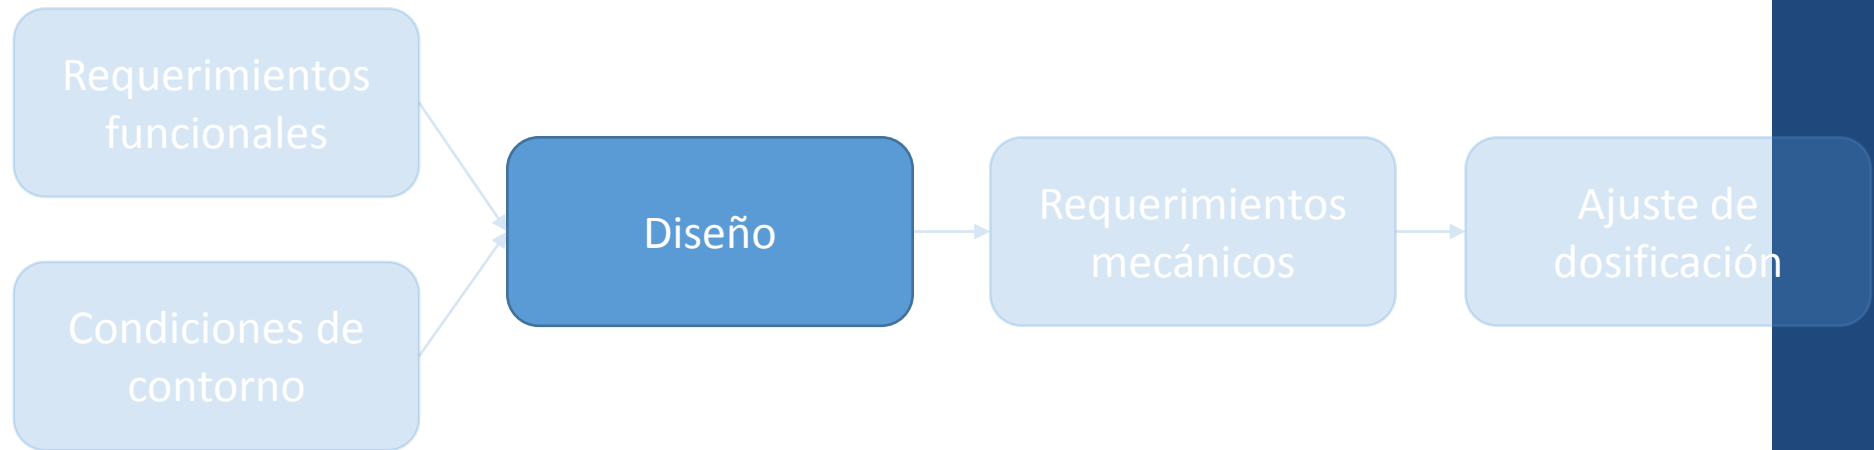 Requerimientos
funcionales
Condiciones de
contorno
Diseño
Requerimientos
mecánicos
Ajuste de
dosificación